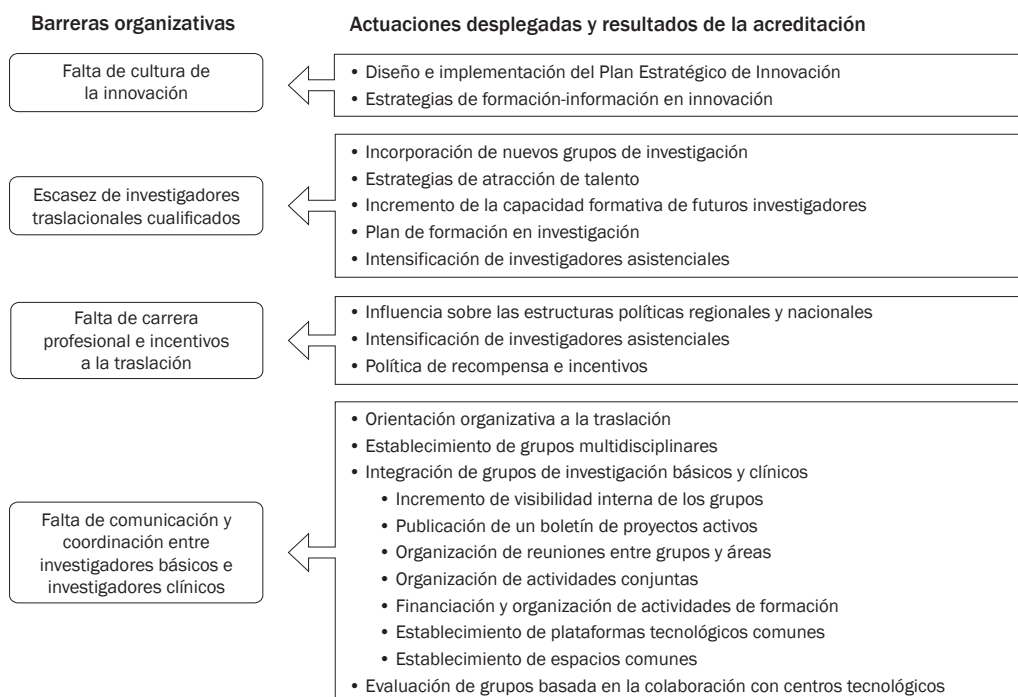 Barreras organizativas
Actuaciones desplegadas y resultados de la acreditación
Falta de cultura de
la innovación
• Diseño e implementación del Plan Estratégico de Innovación
• Estrategias de formación-información en innovación
Escasez de investigadores
traslacionales cualificados
• Incorporación de nuevos grupos de investigación
• Estrategias de atracción de talento
• Incremento de la capacidad formativa de futuros investigadores
• Plan de formación en investigación
• Intensificación de investigadores asistenciales
Falta de carrera
profesional e incentivos
a la traslación
• Influencia sobre las estructuras políticas regionales y nacionales
• Intensificación de investigadores asistenciales
• Política de recompensa e incentivos
Falta de comunicación y
coordinación entre
investigadores básicos e
investigadores clínicos
• Orientación organizativa a la traslación
• Establecimiento de grupos multidisciplinares
• Integración de grupos de investigación básicos y clínicos
• Incremento de visibilidad interna de los grupos
• Publicación de un boletín de proyectos activos
• Organización de reuniones entre grupos y áreas
• Organización de actividades conjuntas
• Financiación y organización de actividades de formación
• Establecimiento de plataformas tecnológicos comunes
• Establecimiento de espacios comunes
• Evaluación de grupos basada en la colaboración con centros tecnológicos